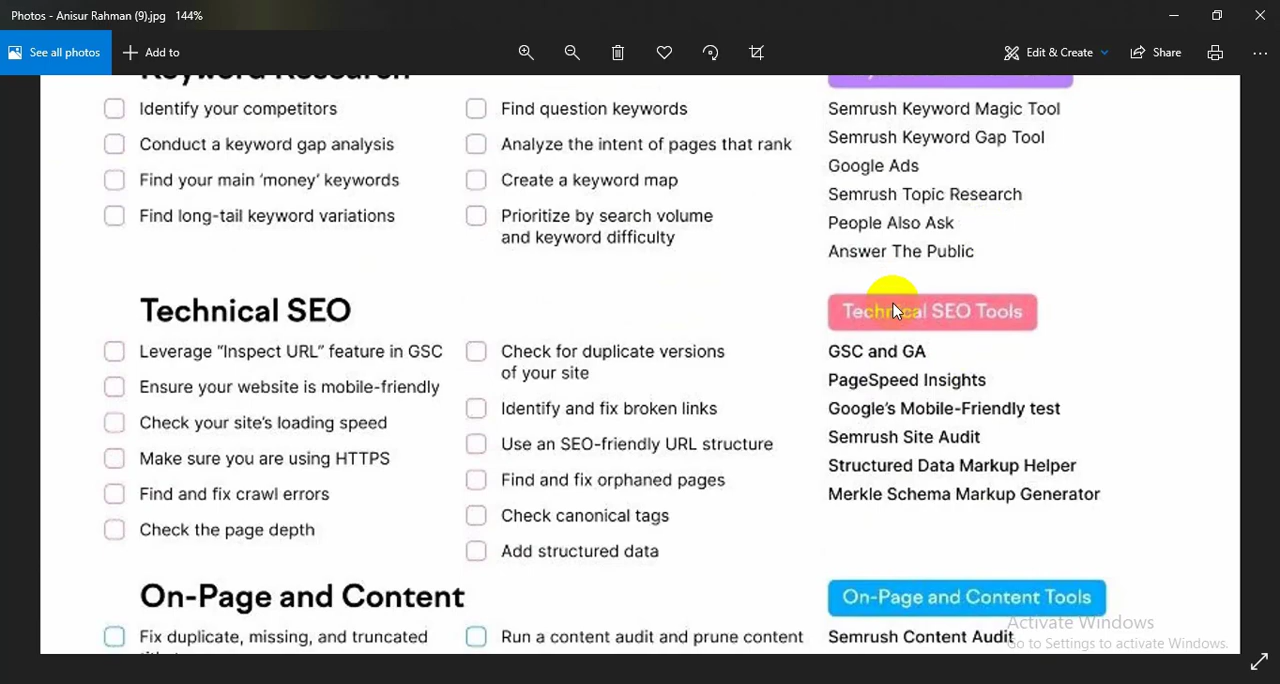 Photos - Anisur Rahman (9).jpg 144%
See all photos
Add to
Edit & Create
Share
Keyword Research
Identify your competitors
Conduct a keyword gap analysis
Find your main ‘money’ keywords
Find long-tail keyword variations
Find question keywords
Analyze the intent of pages that rank
Create a keyword map
Prioritize by search volume
and keyword difficulty
Semrush Keyword Magic Tool
Semrush Keyword Gap Tool
Google Ads
Semrush Topic Research
People Also Ask
Answer The Public
Technical SEO
Leverage “Inspect URL” feature in GSC
Ensure your website is mobile-friendly
Check your site’s loading speed
Make sure you are using HTTPS
Find and fix crawl errors
Check the page depth
Check for duplicate versions
of your site
Identify and fix broken links
Use an SEO-friendly URL structure
Find and fix orphaned pages
Check canonical tags
Add structured data
Technical SEO Tools
GSC and GA
PageSpeed Insights
Google’s Mobile-Friendly test
Semrush Site Audit
Structured Data Markup Helper
Merkle Schema Markup Generator
On-Page and Content
Fix duplicate, missing, and truncated
Run a content audit and prune content
On-Page and Content Tools
Semrush Content Audit
Activate Windows
Go to Settings to activate Windows.